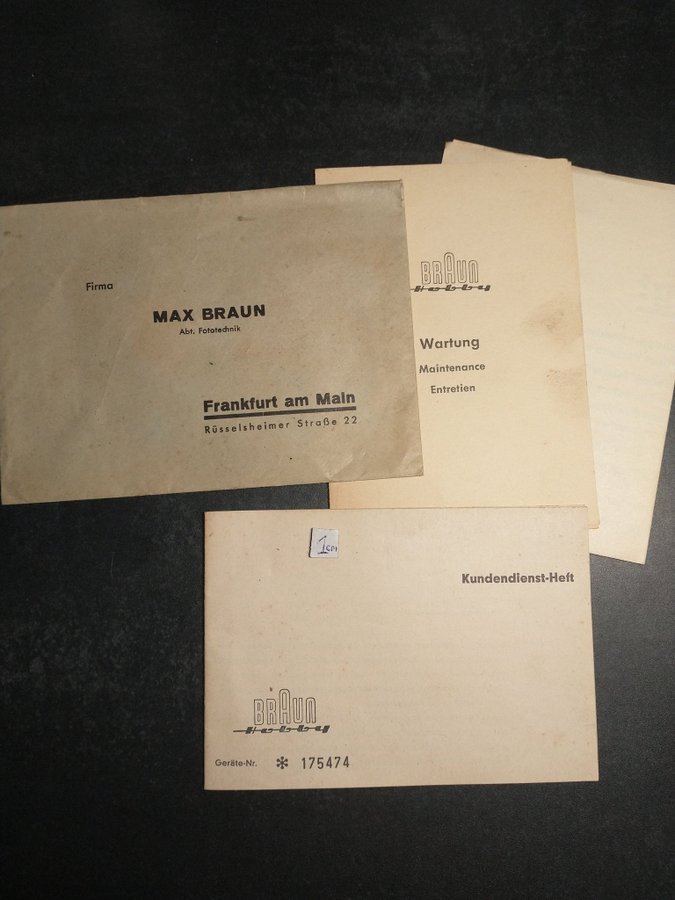 Firma
MAX BRAUN
Abt. Fototechnik
Frankfurt am Main
Rüsselsheimer Straße 22
BRAUN
Hobby
Wartung
Maintenance
Entretien
1cm
Kundendienst-Heft
BRAUN
Hobby
Geräte-Nr. * 175474